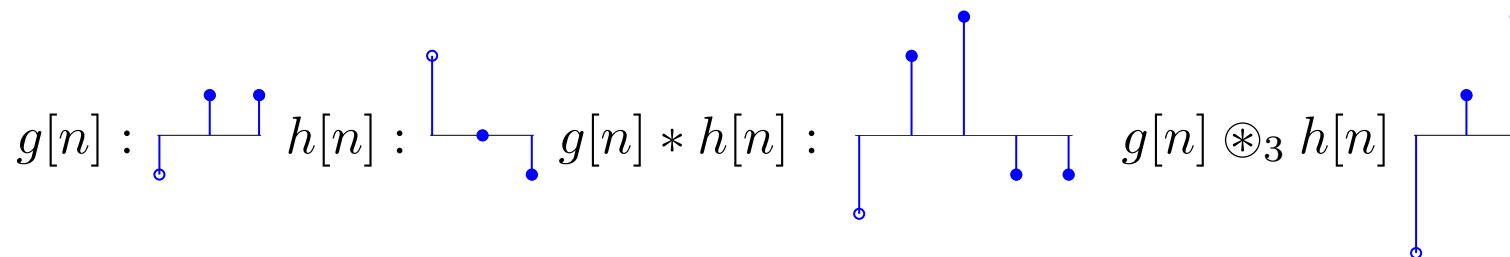 g[n] : h[n] : g[n] ∗ h[n] : g[n] ⊛₃ h[n]